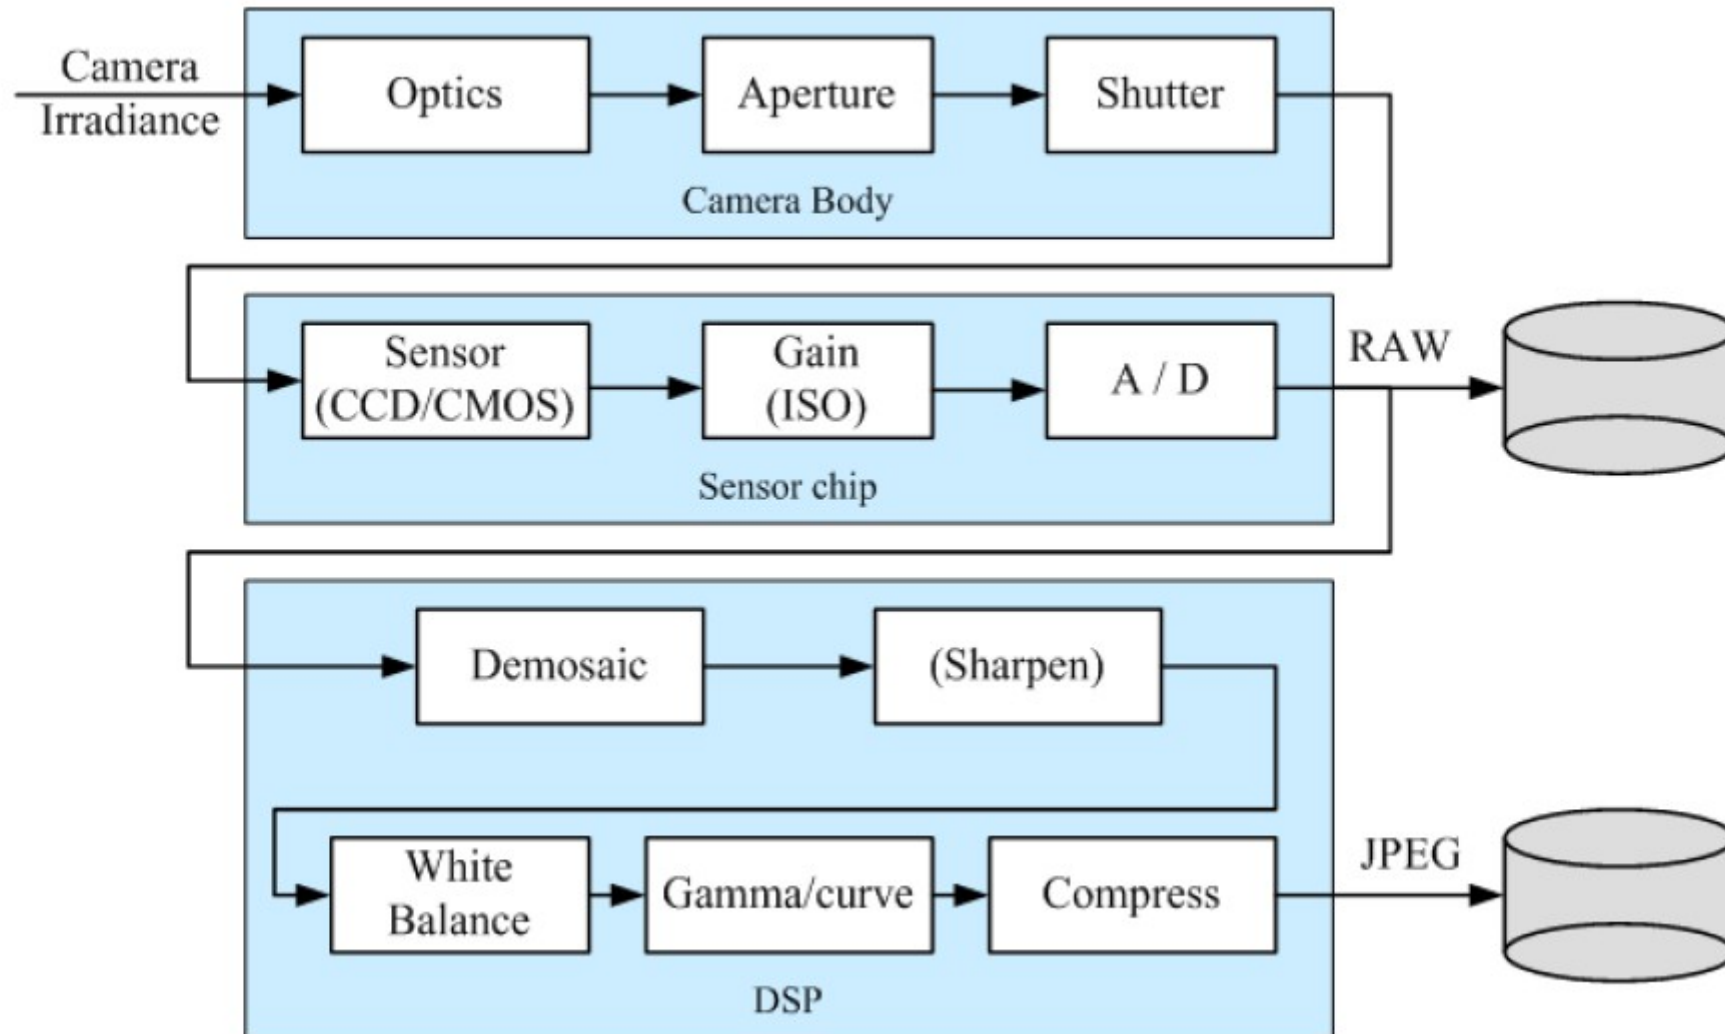 Camera
Irradiance
Optics
Aperture
Shutter
Camera Body
Sensor
(CCD/CMOS)
Gain
(ISO)
A / D
RAW
Sensor chip
Demosaic
(Sharpen)
White
Balance
Gamma/curve
Compress
JPEG
DSP